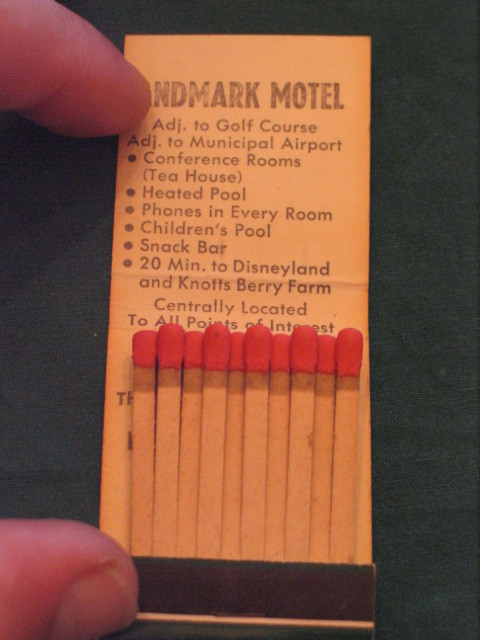 ANDMARK MOTEL
Adj. to Golf Course
Adj. to Municipal Airport
• Conference Rooms
(Tea House)
• Heated Pool
• Phones in Every Room
• Children's Pool
• Snack Bar
• 20 Min. to Disneyland
and Knotts Berry Farm
Centrally Located
To All Points of Interest